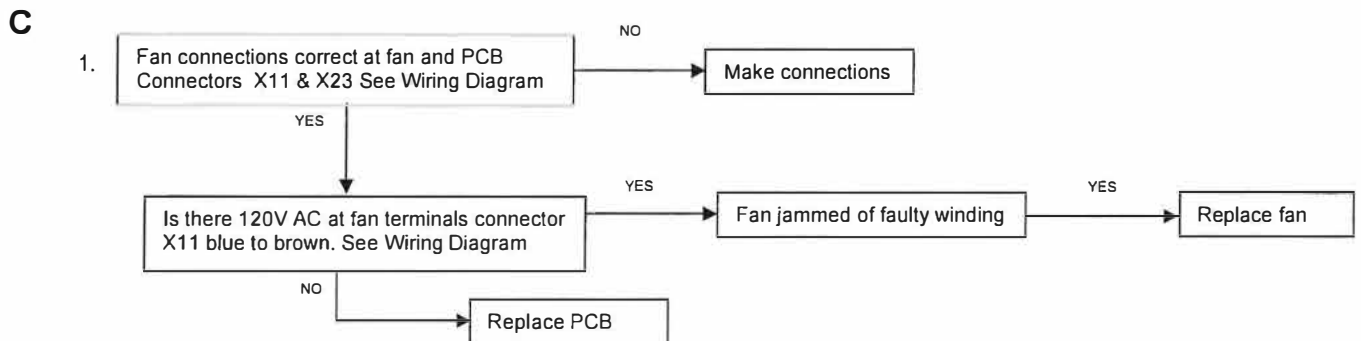 C
1.
Fan connections correct at fan and PCB
Connectors X11 & X23 See Wiring Diagram
NO
Make connections
YES
Is there 120V AC at fan terminals connector
X11 blue to brown. See Wiring Diagram
YES
Fan jammed of faulty winding
YES
Replace fan
NO
Replace PCB